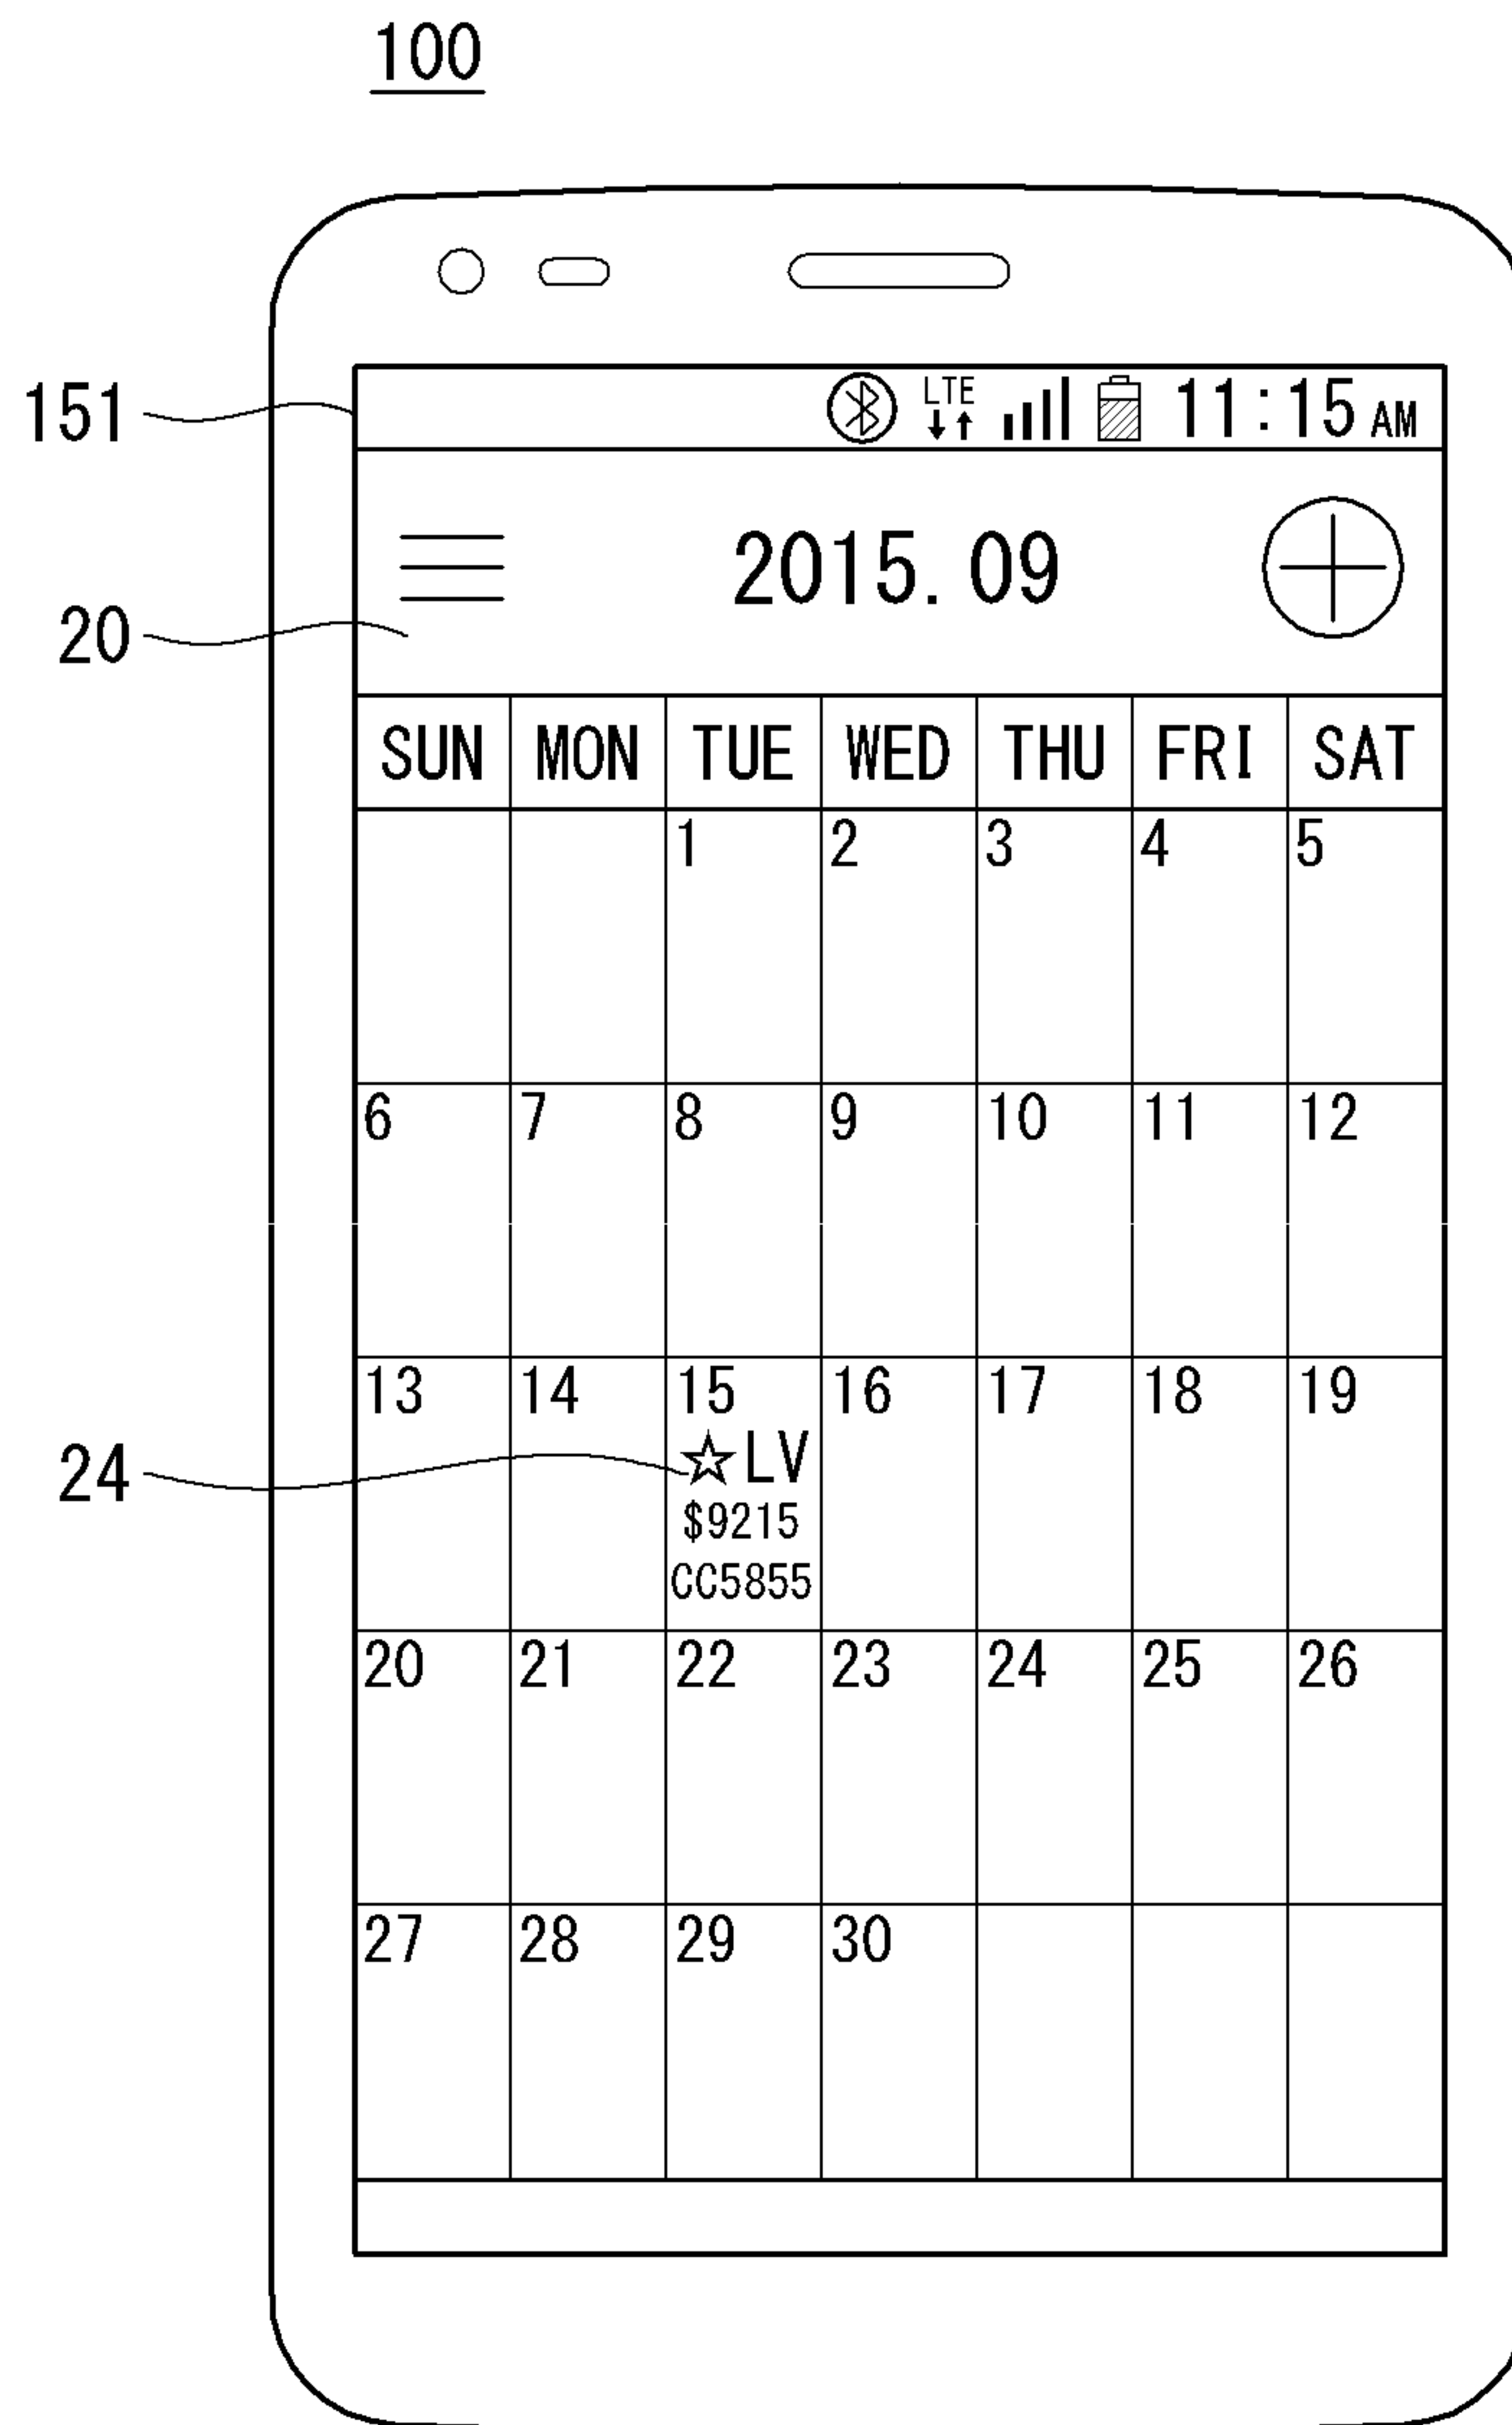 100
151
LTE 11:15 AM
2015.09
20
SUN MON TUE WED THU FRI SAT
1 2 3 4 5
6 7 8 9 10 11 12
13 14 15 16 17 18 19
24
☆LV
$9215
CC5855
20 21 22 23 24 25 26
27 28 29 30